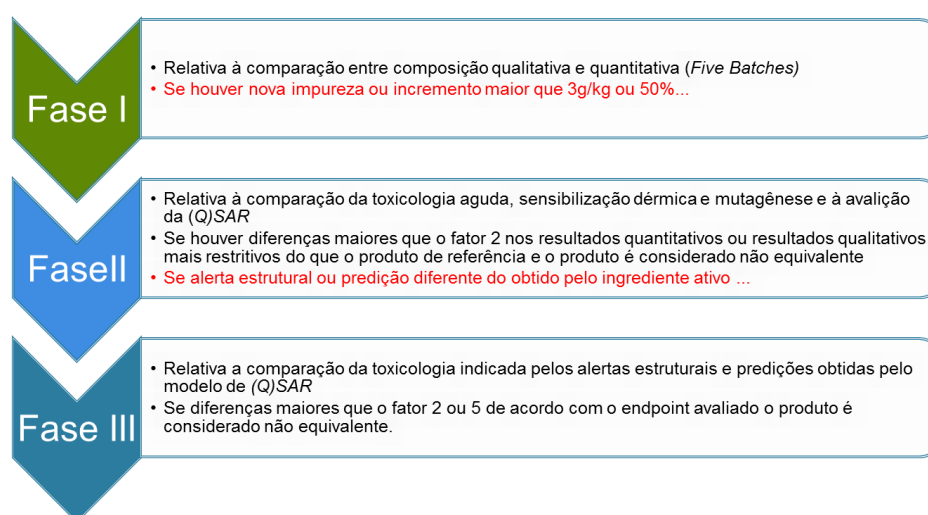 Fase I
• Relativa à comparação entre composição qualitativa e quantitativa (Five Batches)
• Se houver nova impureza ou incremento maior que 3g/kg ou 50%...
FaseII
• Relativa à comparação da toxicologia aguda, sensibilização dérmica e mutagênese e à avalição
da (Q)SAR
• Se houver diferenças maiores que o fator 2 nos resultados quantitativos ou resultados qualitativos
mais restritivos do que o produto de referência e o produto é considerado não equivalente
• Se alerta estrutural ou predição diferente do obtido pelo ingrediente ativo ...
Fase III
• Relativa a comparação da toxicologia indicada pelos alertas estruturais e predições obtidas pelo
modelo de (Q)SAR
• Se diferenças maiores que o fator 2 ou 5 de acordo com o endpoint avaliado o produto é
considerado não equivalente.